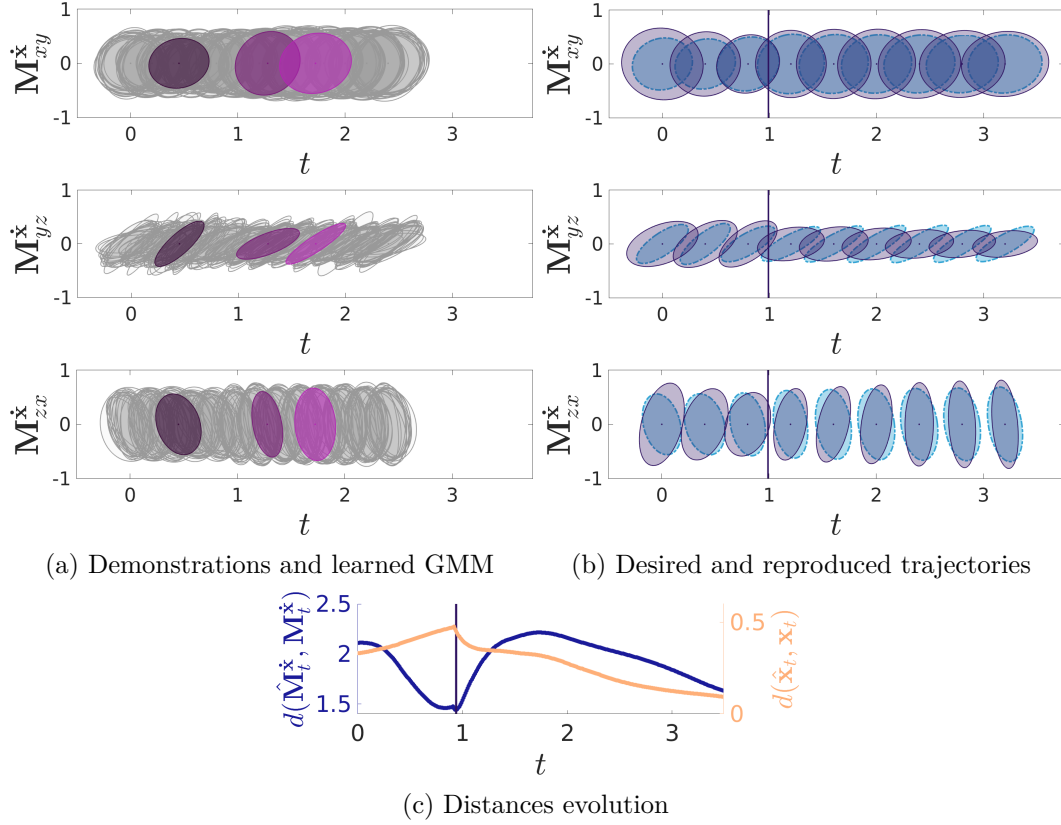 M^ẋ_xy
1
0
-1
0 1 2 3
t
M^ẋ_xy
1
0
-1
0 1 2 3
t
M^ẋ_yz
1
0
-1
0 1 2 3
t
M^ẋ_yz
1
0
-1
0 1 2 3
t
M^ẋ_zx
1
0
-1
0 1 2 3
t
M^ẋ_zx
1
0
-1
0 1 2 3
t
(a) Demonstrations and learned GMM
(b) Desired and reproduced trajectories
d(M̂^ẋ_t, M^ẋ_t)
2.5
2
1.5
0 1 2 3
t
0.5
0
d(x̂_t, x_t)
(c) Distances evolution